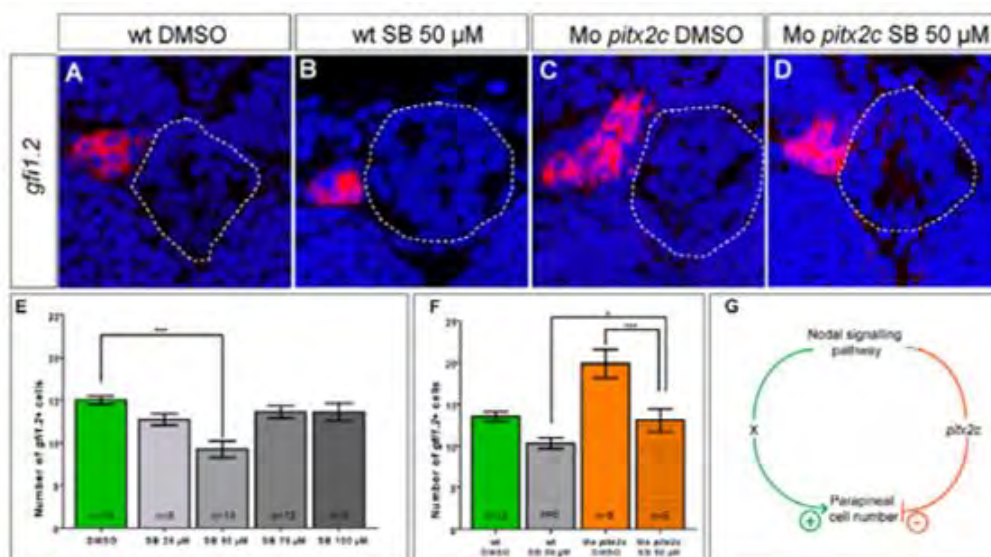 wt DMSO
wt SB 50 µM
Mo pitx2c DMSO
Mo pitx2c SB 50 µM
gfi1.2
A
B
C
D
E
Number of gfi1.2+ cells
DMSO
SB 50 µM
SB 75 µM
SB 100 µM
***
F
Number of gfi1.2+ cells
wt
DMSO
wt
SB 50 µM
Mo pitx2c
DMSO
Mo pitx2c
SB 50 µM
*
***
G
Nodal signalling
pathway
X
pitx2c
Parapineal
cell number
+
-